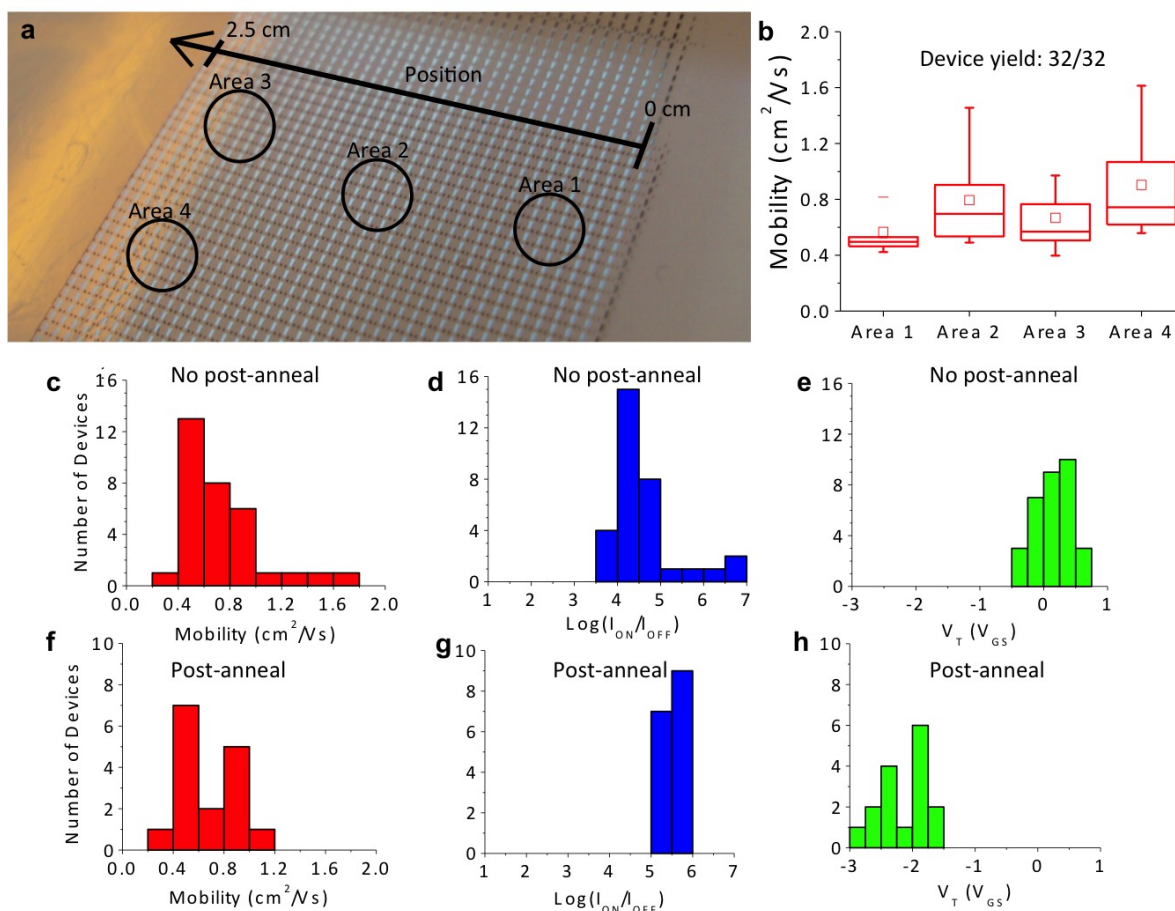 a
2.5 cm
Area 3
Position
0 cm
Area 2
Area 1
Area 4
b
Device yield: 32/32
Mobility (cm²/Vs)
2.0
1.6
1.2
0.8
0.4
0.0
Area 1 Area 2 Area 3 Area 4
c
No post-anneal
Number of Devices
16
12
8
4
0
0.0 0.4 0.8 1.2 1.6 2.0
Mobility (cm²/Vs)
d
No post-anneal
16
12
8
4
0
1 2 3 4 5 6 7
Log(I_ON/I_OFF)
e
No post-anneal
16
12
8
4
0
-3 -2 -1 0 1
V_T (V_GS)
f
Post-anneal
Number of Devices
10
8
6
4
2
0
0.0 0.4 0.8 1.2 1.6 2.0
Mobility (cm²/Vs)
g
Post-anneal
10
8
6
4
2
0
1 2 3 4 5 6 7
Log(I_ON/I_OFF)
h
Post-anneal
10
8
6
4
2
0
-3 -2 -1 0 1
V_T (V_GS)